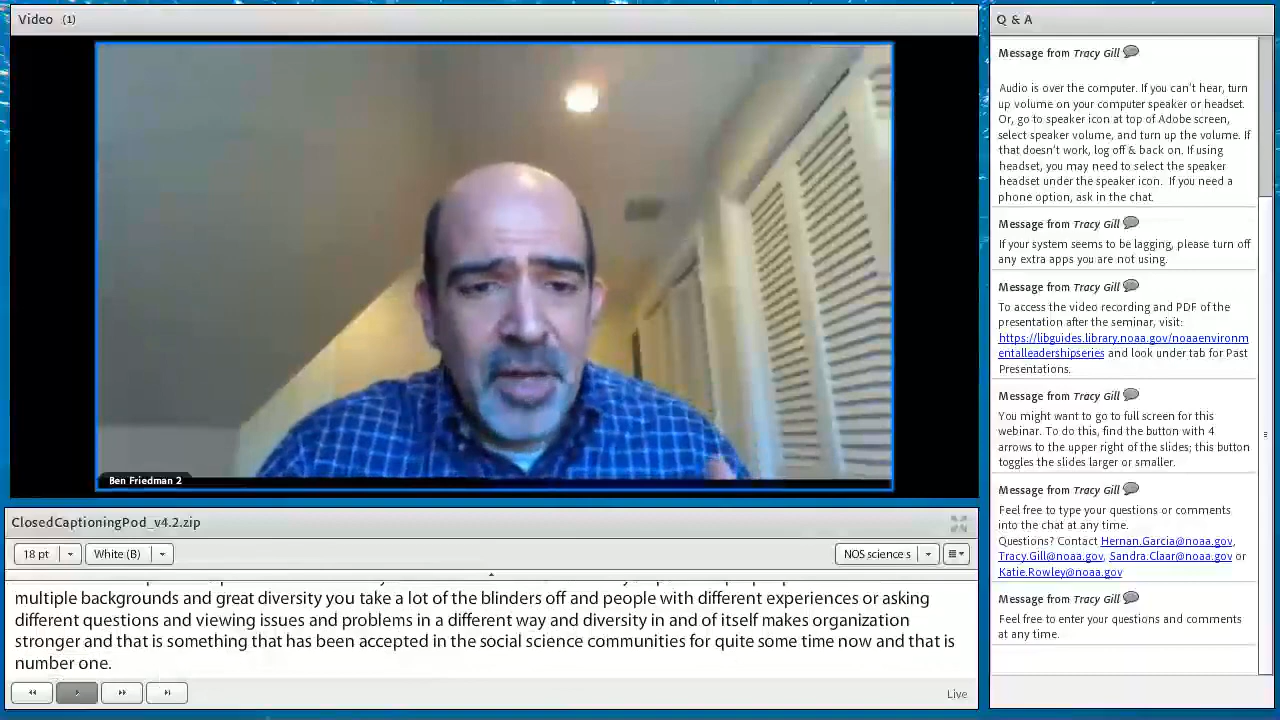 Video (1)
Ben Friedman 2
ClosedCaptioningPod_v4.2.zip
18 pt
White (B)
NOS science s
multiple backgrounds and great diversity you take a lot of the blinders off and people with different experiences or asking
different questions and viewing issues and problems in a different way and diversity in and of itself makes organization
stronger and that is something that has been accepted in the social science communities for quite some time now and that is
number one.
Live
Q & A
Message from Tracy Gill
Audio is over the computer. If you can't hear, turn
up volume on your computer speaker or headset.
Or, go to speaker icon at top of Adobe screen,
select speaker volume, and turn up the volume. If
that doesn't work, log off & back on. If using
headset, you may need to select the speaker
headset under the speaker icon. If you need a
phone option, ask in the chat.
Message from Tracy Gill
If your system seems to be lagging, please turn off
any extra apps you are not using.
Message from Tracy Gill
To access the video recording and PDF of the
presentation after the seminar, visit:
https://libguides.library.noaa.gov/noaaenvironm
entalleadershipseries and look under tab for Past
Presentations.
Message from Tracy Gill
You might want to go to full screen for this
webinar. To do this, find the button with 4
arrows to the upper right of the slides; this button
toggles the slides larger or smaller.
Message from Tracy Gill
Feel free to type your questions or comments
into the chat at any time.
Questions? Contact Hernan.Garcia@noaa.gov,
Tracy.Gill@noaa.gov, Sandra.Claar@noaa.gov or
Katie.Rowley@noaa.gov
Message from Tracy Gill
Feel free to enter your questions and comments
at any time.